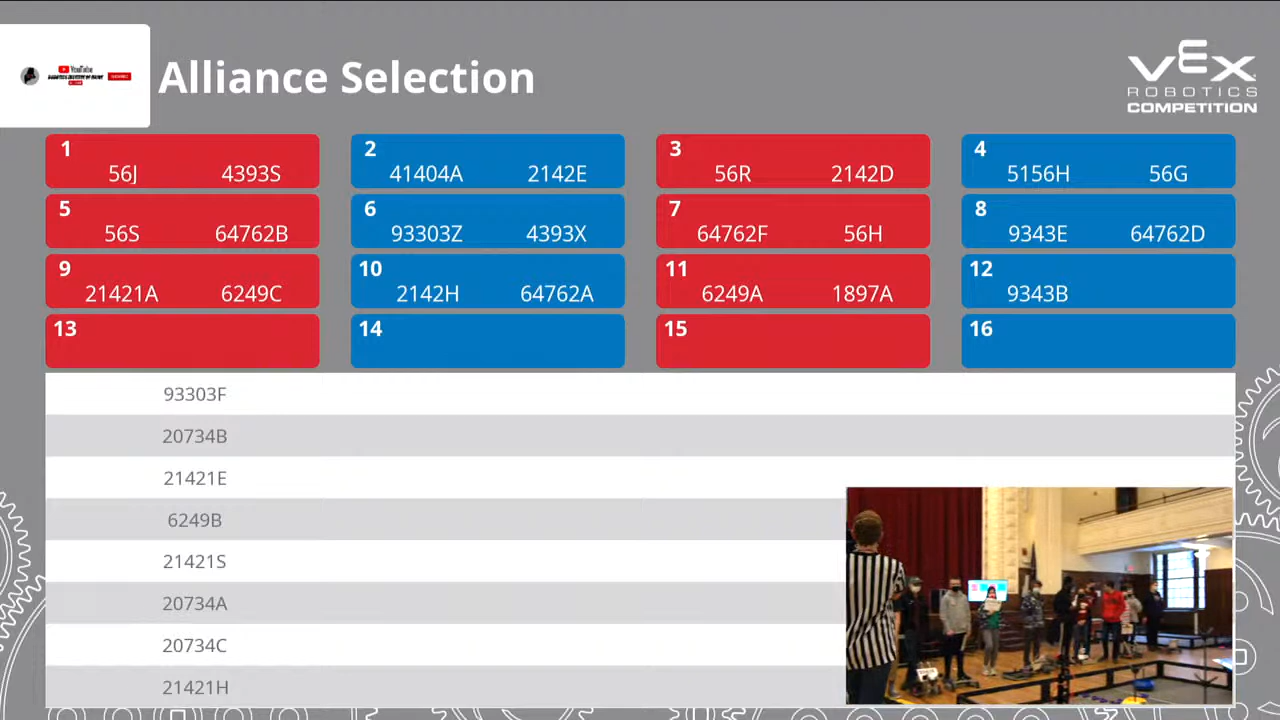 YouTube
Alliance Selection
VEX
ROBOTICS
COMPETITION
1 56J 4393S
2 41404A 2142E
3 56R 2142D
4 5156H 56G
5 56S 64762B
6 93303Z 4393X
7 64762F 56H
8 9343E 64762D
9 21421A 6249C
10 2142H 64762A
11 6249A 1897A
12 9343B
13
14
15
16
93303F
20734B
21421E
6249B
21421S
20734A
20734C
21421H